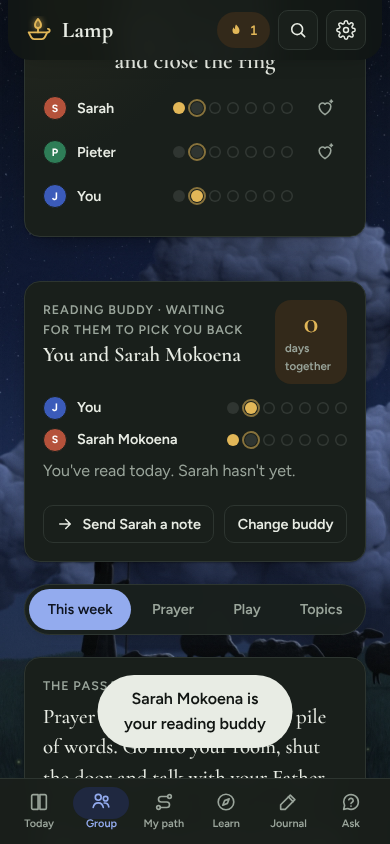 Lamp
1
and close the ring
S Sarah
P Pieter
J You
READING BUDDY · WAITING
FOR THEM TO PICK YOU BACK
You and Sarah Mokoena
0
days
together
J You
S Sarah Mokoena
You've read today. Sarah hasn't yet.
→ Send Sarah a note
Change buddy
This week
Prayer
Play
Topics
THE PASS
Sarah Mokoena is
your reading buddy
Prayer pile
of words. Go into your room, shut
the door and talk with your Father
Today
Group
My path
Learn
Journal
Ask